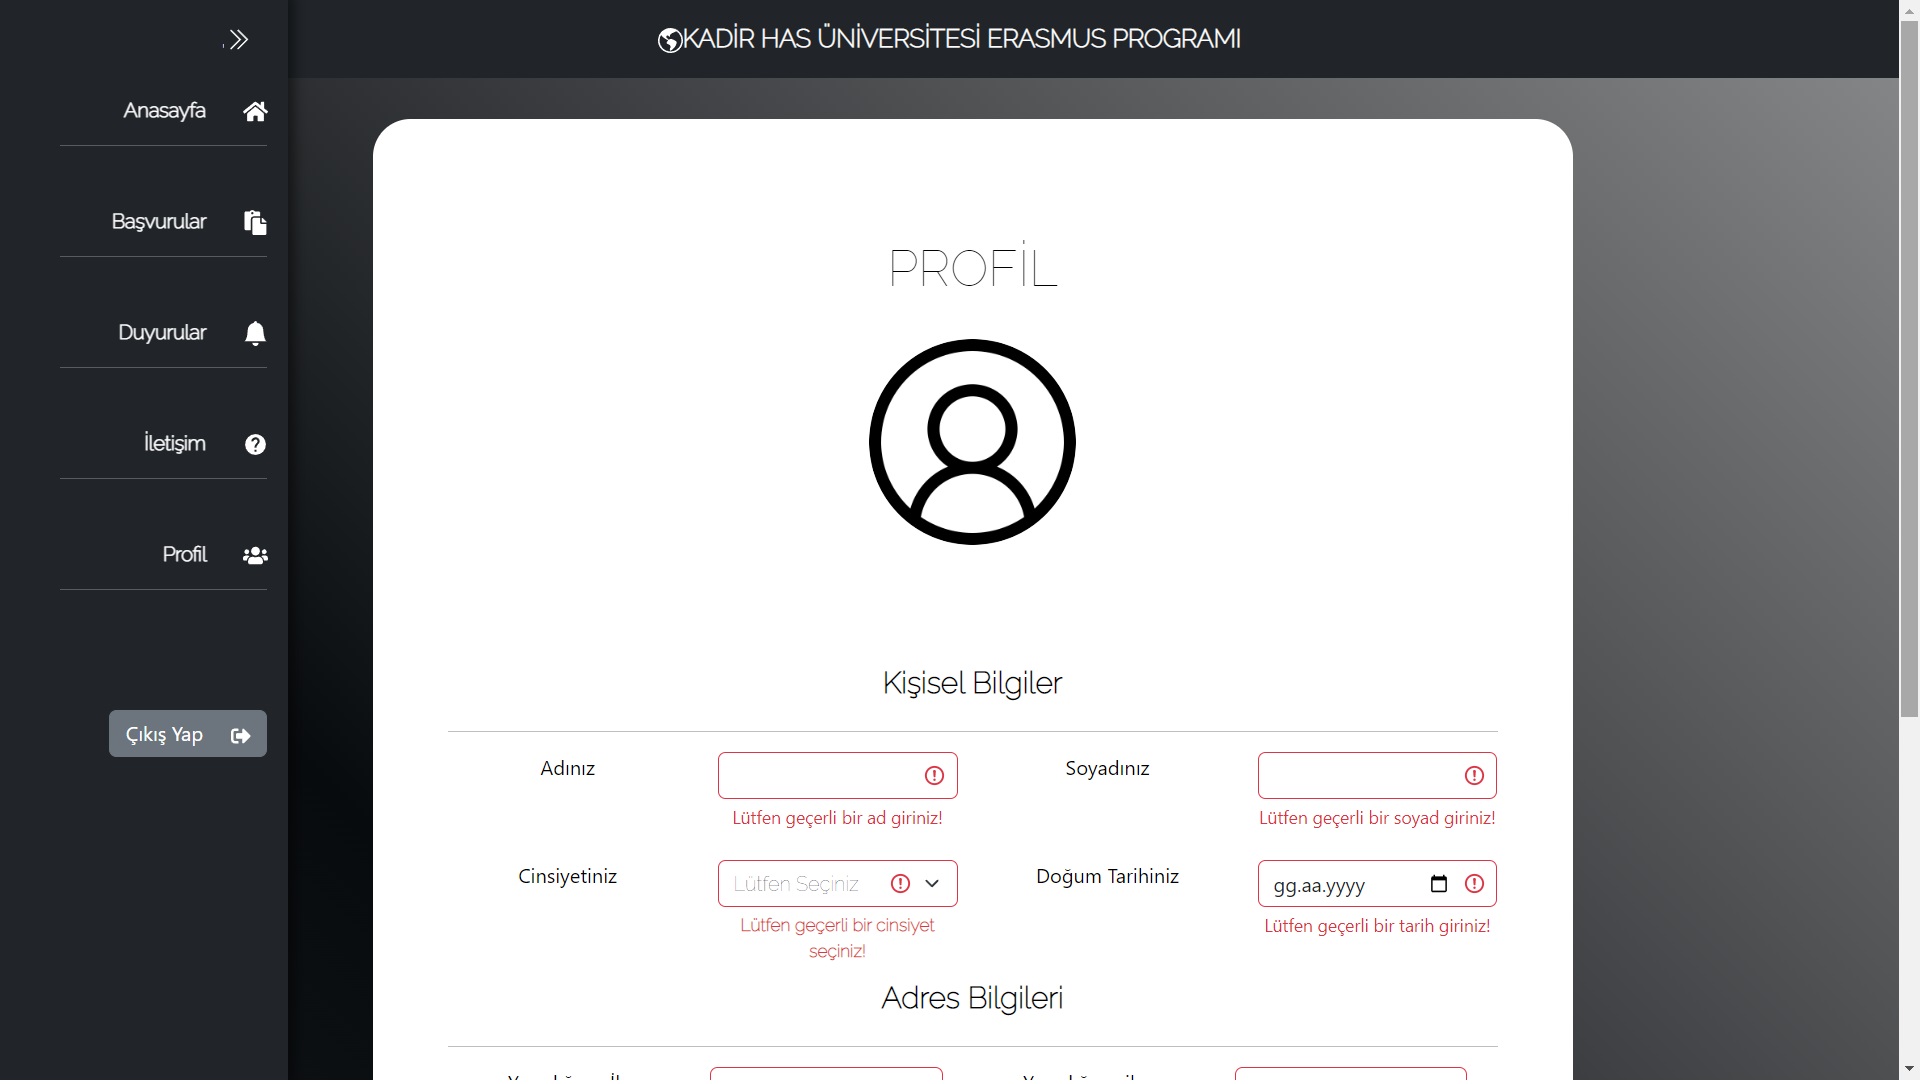 KADİR HAS ÜNİVERSİTESİ ERASMUS PROGRAMI
Anasayfa
Başvurular
Duyurular
İletişim
Profil
Çıkış Yap
PROFİL
Kişisel Bilgiler
Adınız
Lütfen geçerli bir ad giriniz!
Soyadınız
Lütfen geçerli bir soyad giriniz!
Cinsiyetiniz
Lütfen Seçiniz
Lütfen geçerli bir cinsiyet
seçiniz!
Doğum Tarihiniz
gg.aa.yyyy
Lütfen geçerli bir tarih giriniz!
Adres Bilgileri